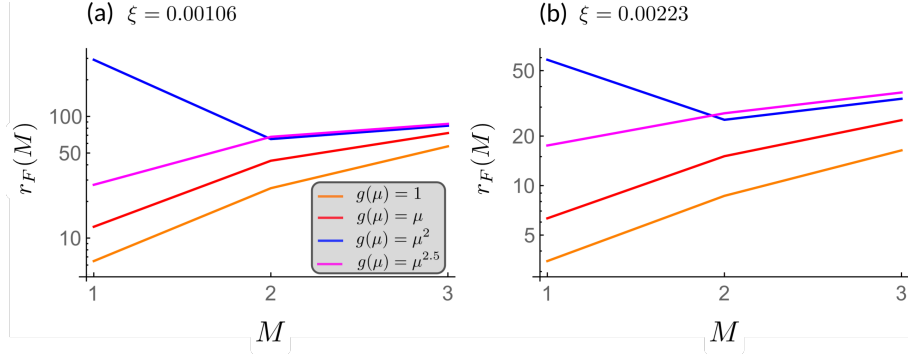 (a) ξ = 0.00106
r_F(M)
100
50
10
1 2 3
M
g(μ) = 1
g(μ) = μ
g(μ) = μ²
g(μ) = μ^2.5
(b) ξ = 0.00223
r_F(M)
50
20
10
5
1 2 3
M